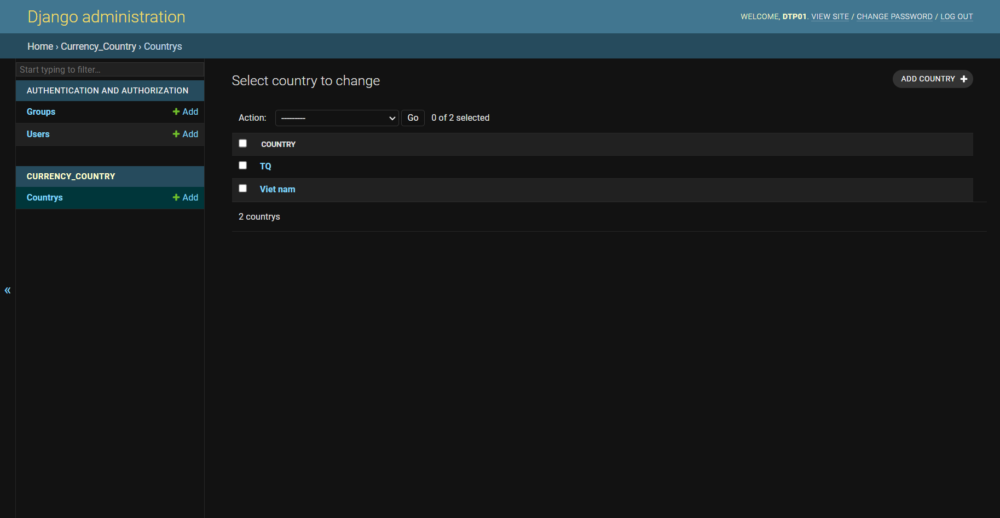 Django administration
WELCOME, DTP01. VIEW SITE / CHANGE PASSWORD / LOG OUT
Home › Currency_Country › Countrys
Start typing to filter...
AUTHENTICATION AND AUTHORIZATION
Groups
Add
Users
Add
CURRENCY_COUNTRY
Countrys
Add
«
Select country to change
ADD COUNTRY
Action: --------- Go 0 of 2 selected
COUNTRY
TQ
Viet nam
2 countrys